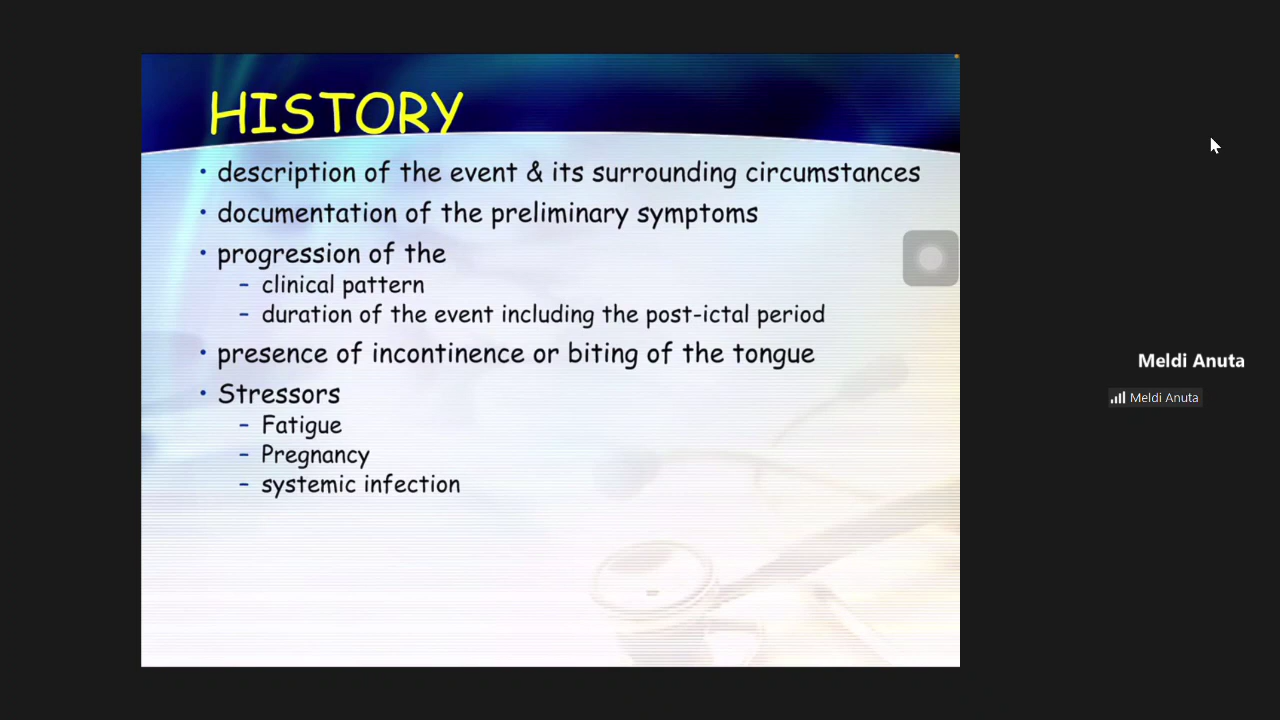 HISTORY
• description of the event & its surrounding circumstances
• documentation of the preliminary symptoms
• progression of the
– clinical pattern
– duration of the event including the post-ictal period
• presence of incontinence or biting of the tongue
• Stressors
– Fatigue
– Pregnancy
– systemic infection
Meldi Anuta
Meldi Anuta